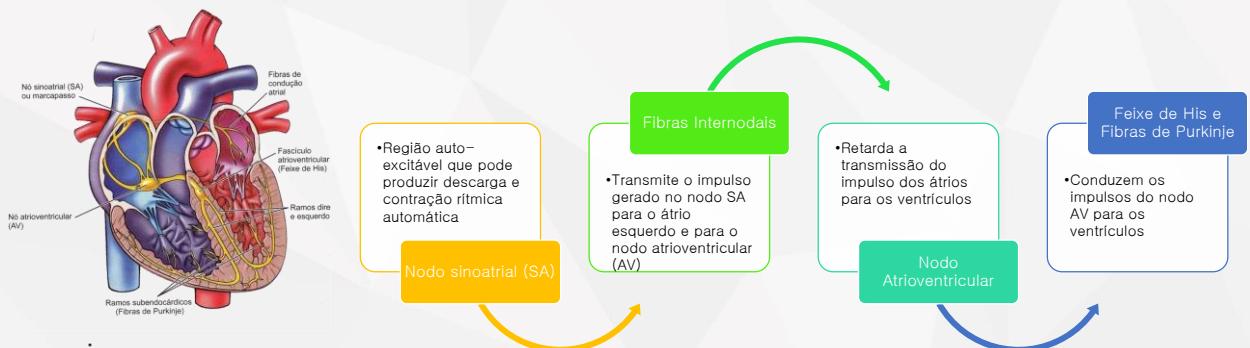 Nó sinoatrial (SA)
ou marcapasso
Fibras de
condução
atrial
Fascículo
atrioventricular
(Feixe de His)
Ramos dire
e esquerdo
Nó atrioventricular
(AV)
Ramos subendocárdicos
(Fibras de Purkinje)
•Região auto-
excitável que pode
produzir descarga e
contração rítmica
automática
Nodo sinoatrial (SA)
Fibras Internodais
•Transmite o impulso
gerado no nodo SA
para o átrio
esquerdo e para o
nodo atrioventricular
(AV)
•Retarda a
transmissão do
impulso dos átrios
para os ventrículos
Nodo
Atrioventricular
Feixe de His e
Fibras de Purkinje
•Conduzem os
impulsos do nodo
AV para os
ventrículos